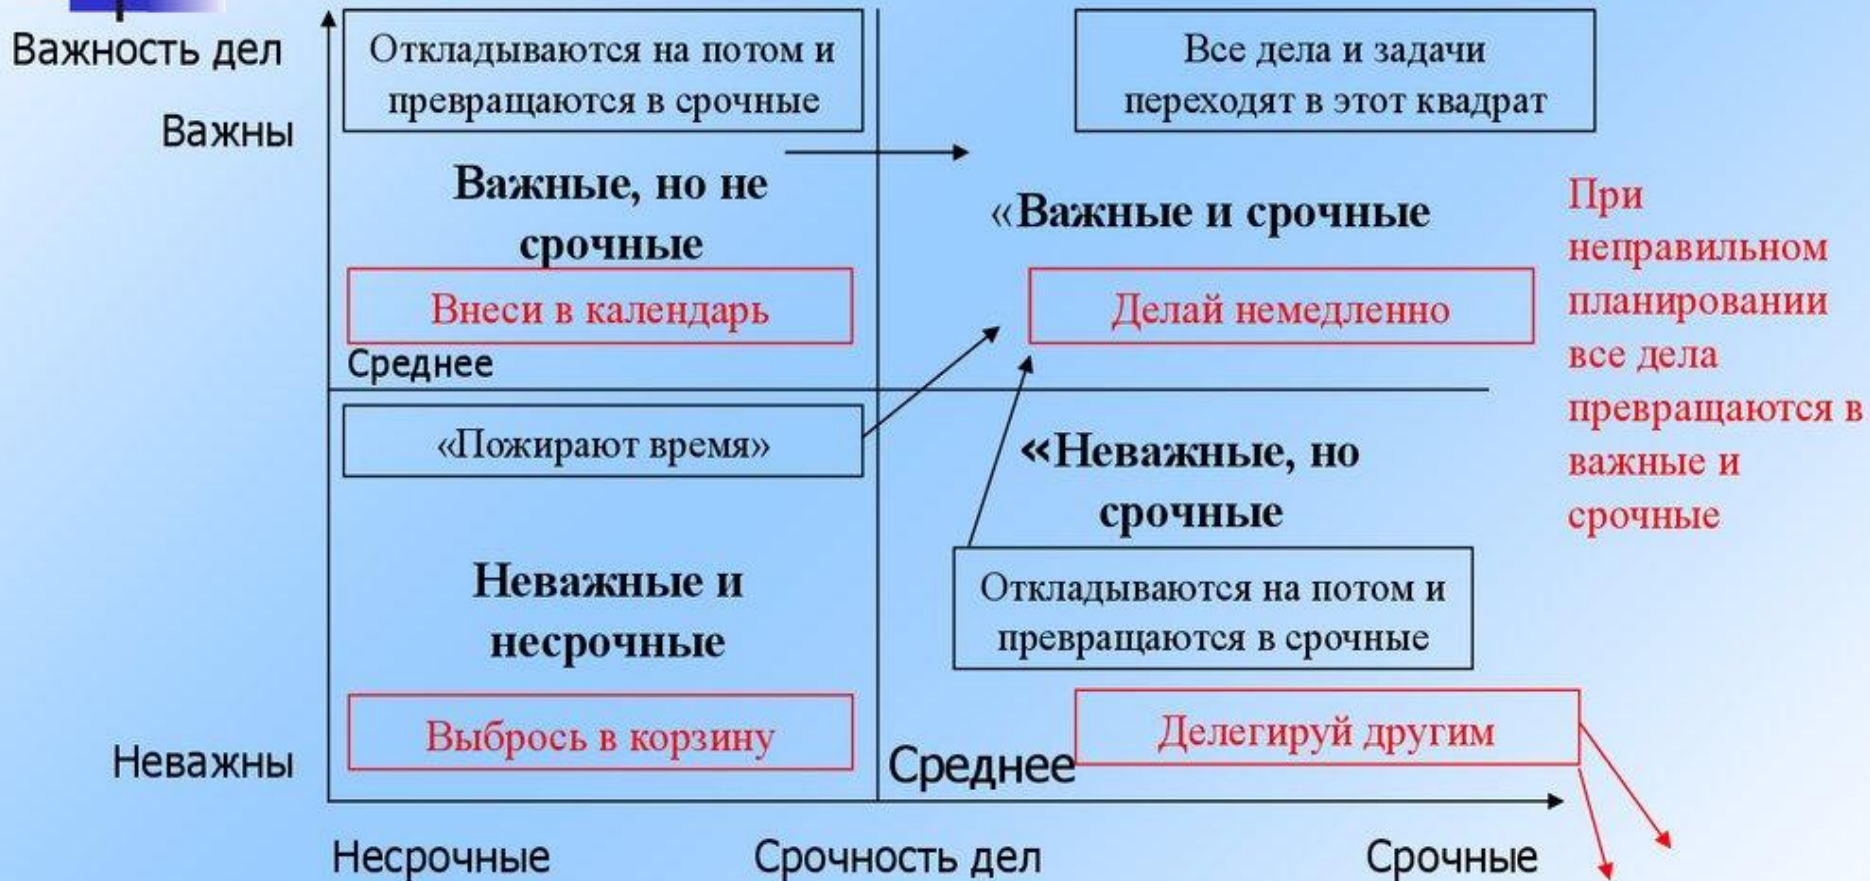 Важность дел
Откладываются на потом и
превращаются в срочные
Все дела и задачи
переходят в этот квадрат
Важны
Важные, но не
срочные
«Важные и срочные
При
неправильном
планировании
все дела
превращаются в
важные и
срочные
Внеси в календарь
Делай немедленно
Среднее
«Пожирают время»
«Неважные, но
срочные
Неважные и
несрочные
Откладываются на потом и
превращаются в срочные
Выбрось в корзину
Делегируй другим
Неважны
Среднее
Несрочные
Срочность дел
Срочные